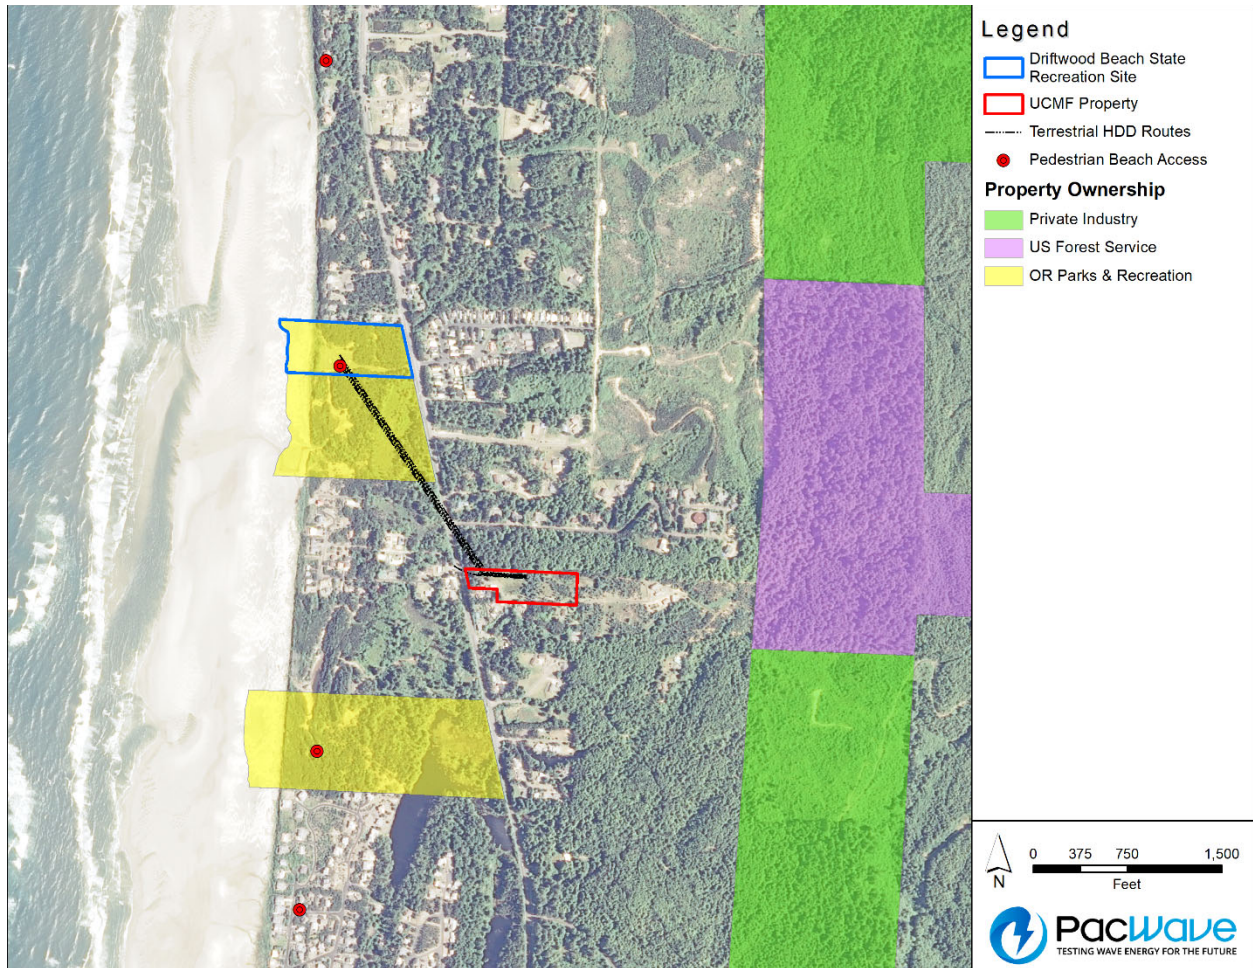 Legend
Driftwood Beach State
Recreation Site
UCMF Property
Terrestrial HDD Routes
Pedestrian Beach Access
Property Ownership
Private Industry
US Forest Service
OR Parks & Recreation
N
0 375 750 1,500
Feet
PacWave
TESTING WAVE ENERGY FOR THE FUTURE